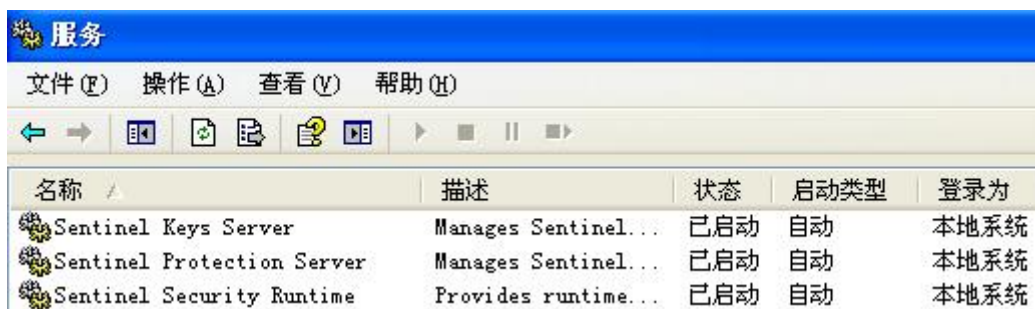 服务
文件(F) 操作(A) 查看(V) 帮助(H)
名称 描述 状态 启动类型 登录为
Sentinel Keys Server Manages Sentinel... 已启动 自动 本地系统
Sentinel Protection Server Manages Sentinel... 已启动 自动 本地系统
Sentinel Security Runtime Provides runtime... 已启动 自动 本地系统